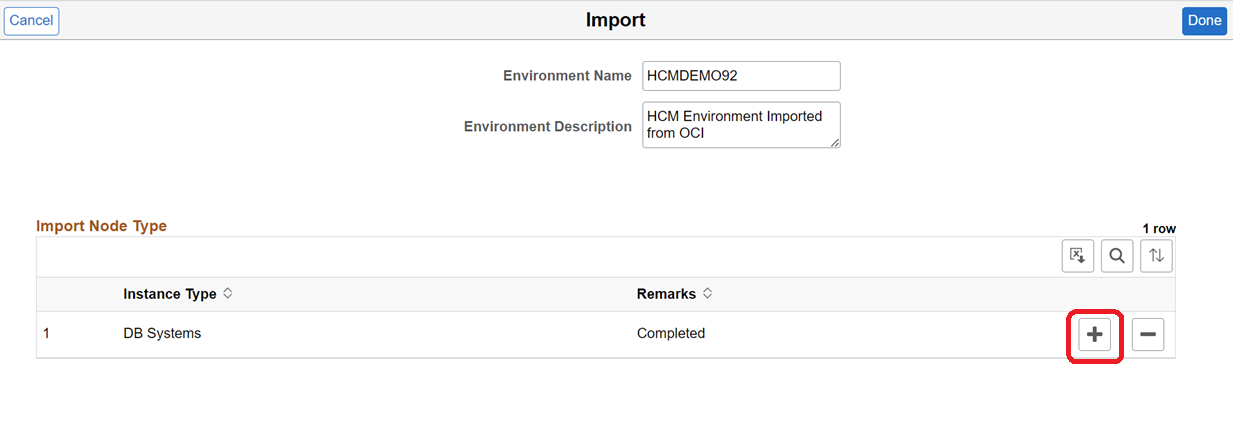 Cancel
Import
Done
Environment Name
HCMDEMO92
Environment Description
HCM Environment Imported
from OCI
Import Node Type
1 row
Instance Type
Remarks
1
DB Systems
Completed